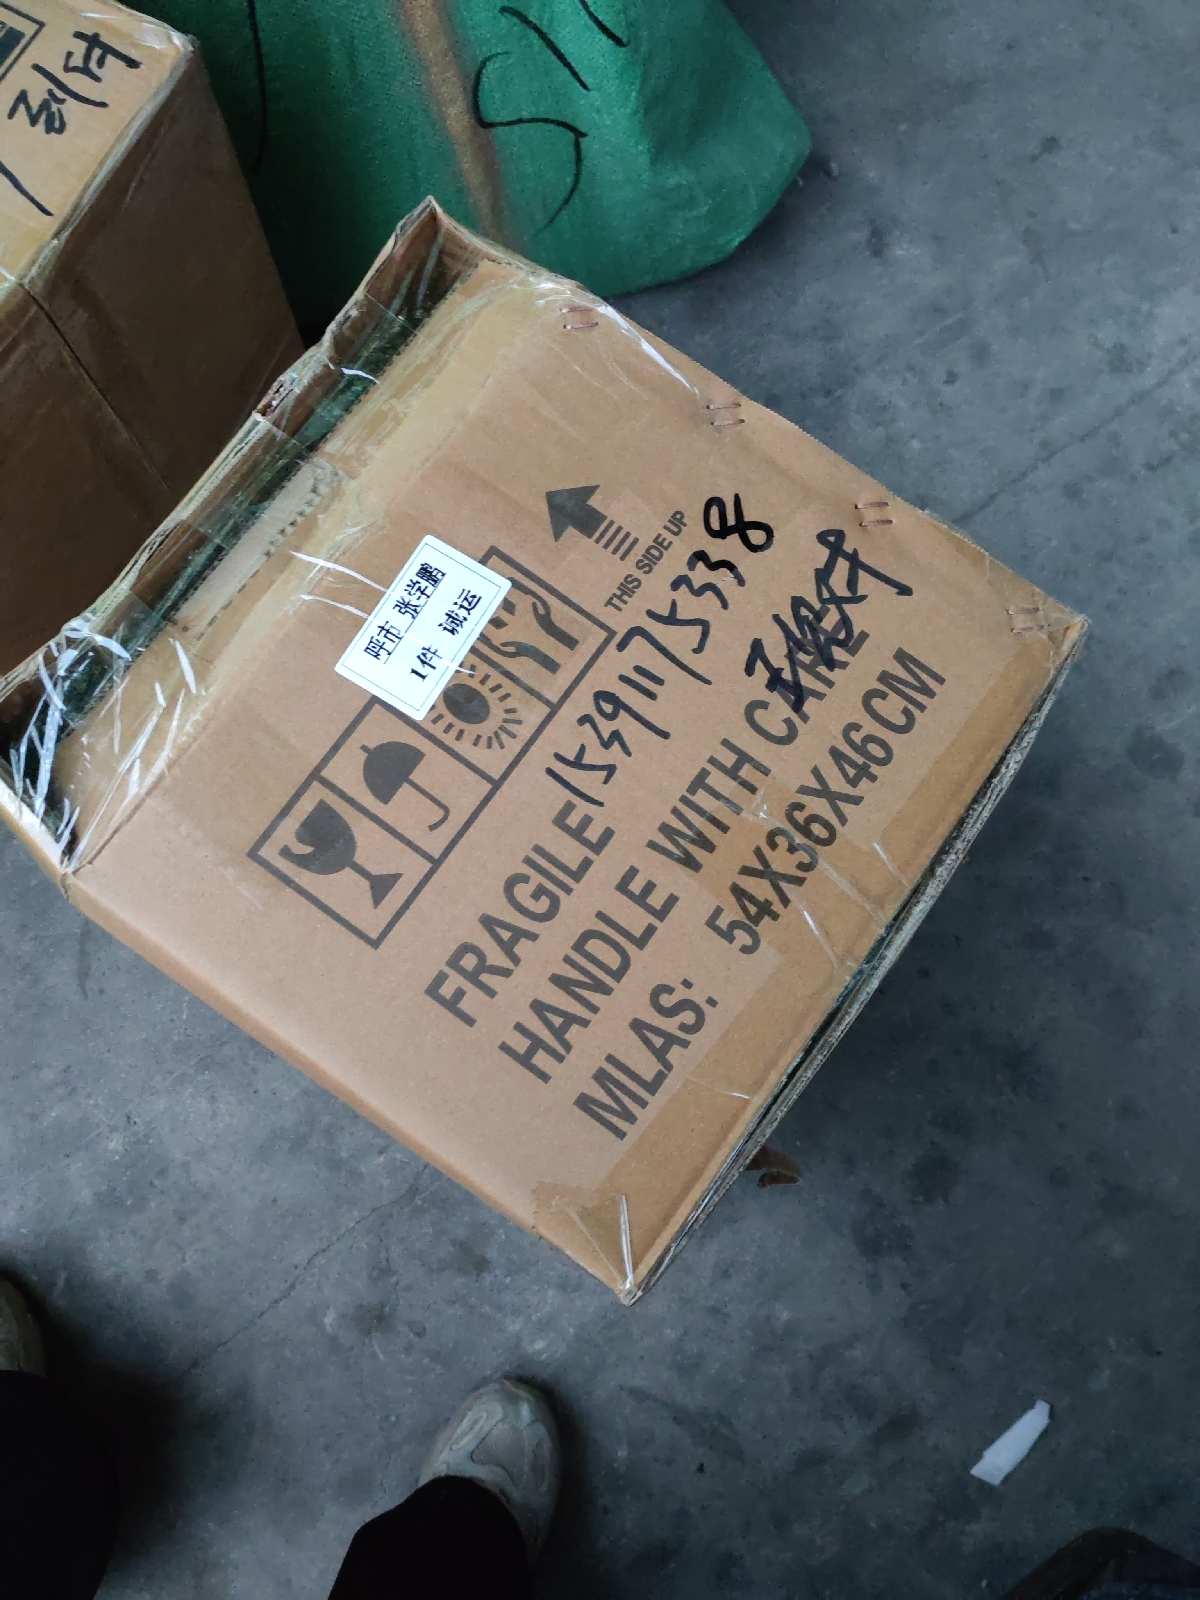 呼市 张学鹏
1件 诚运
THIS SIDE UP
FRAGILE
15391175338
HANDLE WITH CARE
MLAS: 54X36X46CM
511